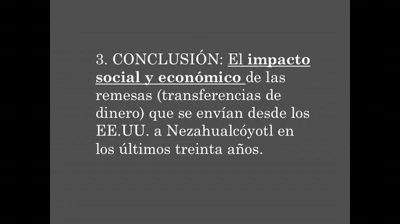 3. CONCLUSIÓN: El impacto
social y económico de las
remesas (transferencias de
dinero) que se envían desde los
EE.UU. a Nezahualcóyotl en
los últimos treinta años.